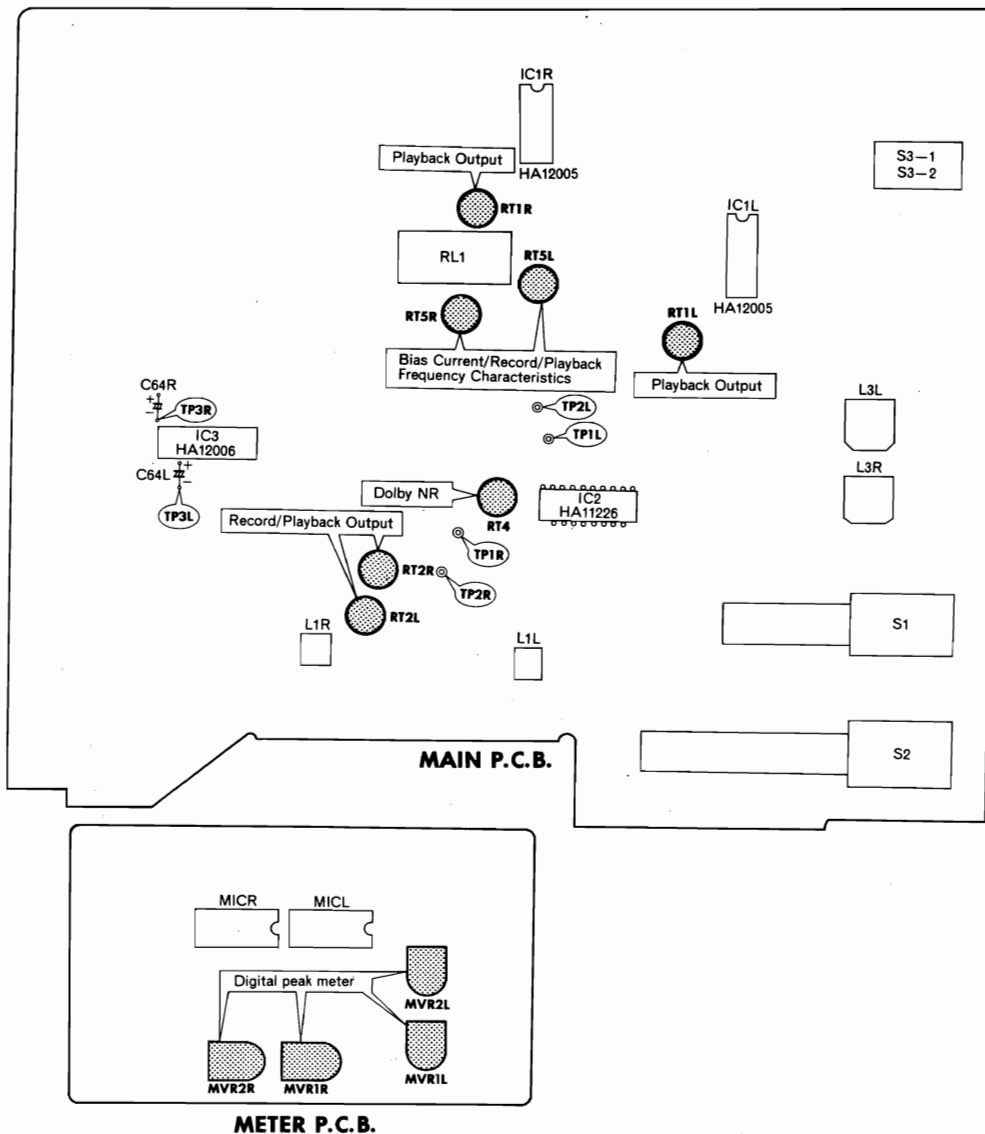 IC1R
HA12005
Playback Output
RT1R
S3-1
S3-2
IC1L
HA12005
RL1
RT5L
RT5R
RT1L
Bias Current/Record/Playback
Frequency Characteristics
Playback Output
C64R
+
-
TP3R
TP2L
L3L
TP1L
IC3
HA12006
C64L
+
-
TP3L
Dolby NR
RT4
IC2
HA11226
L3R
Record/Playback Output
TP1R
RT2R
TP2R
RT2L
L1R
L1L
S1
S2
MAIN P.C.B.
MICR
MICL
Digital peak meter
MVR2L
MVR2R
MVR1R
MVR1L
METER P.C.B.